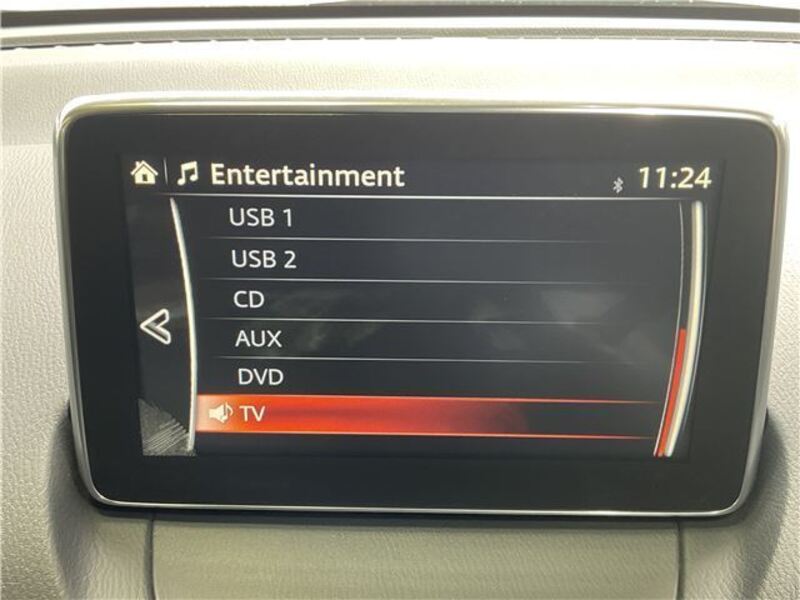 Entertainment 11:24
USB 1
USB 2
CD
AUX
DVD
TV